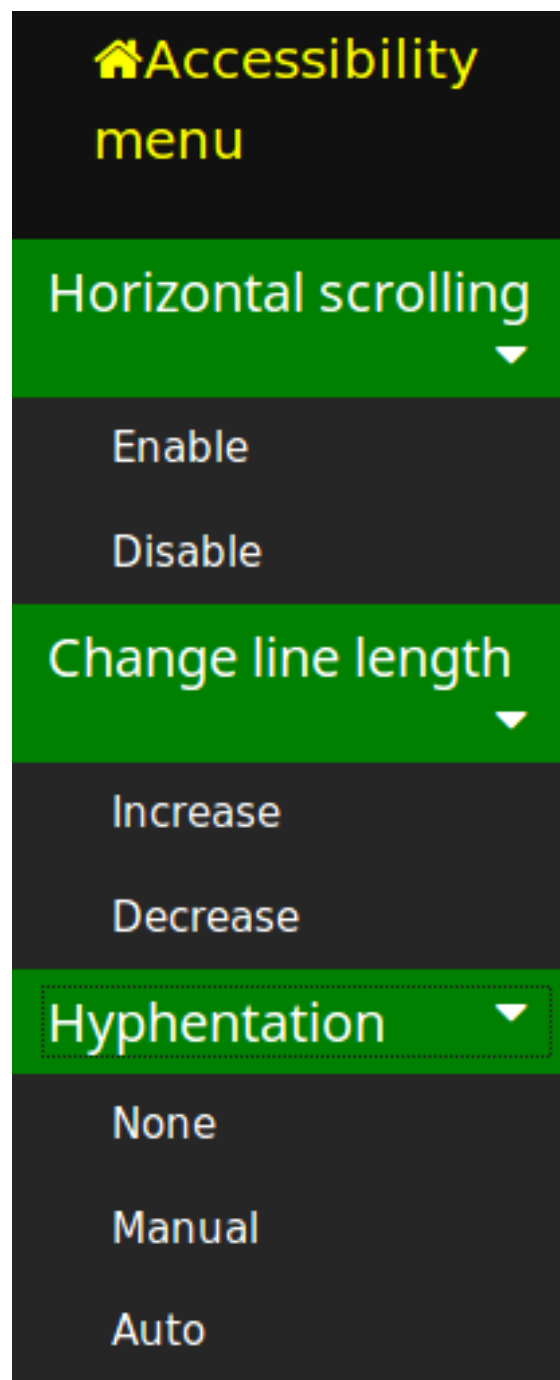 Accessibility
menu
Horizontal scrolling
Enable
Disable
Change line length
Increase
Decrease
Hyphentation
None
Manual
Auto